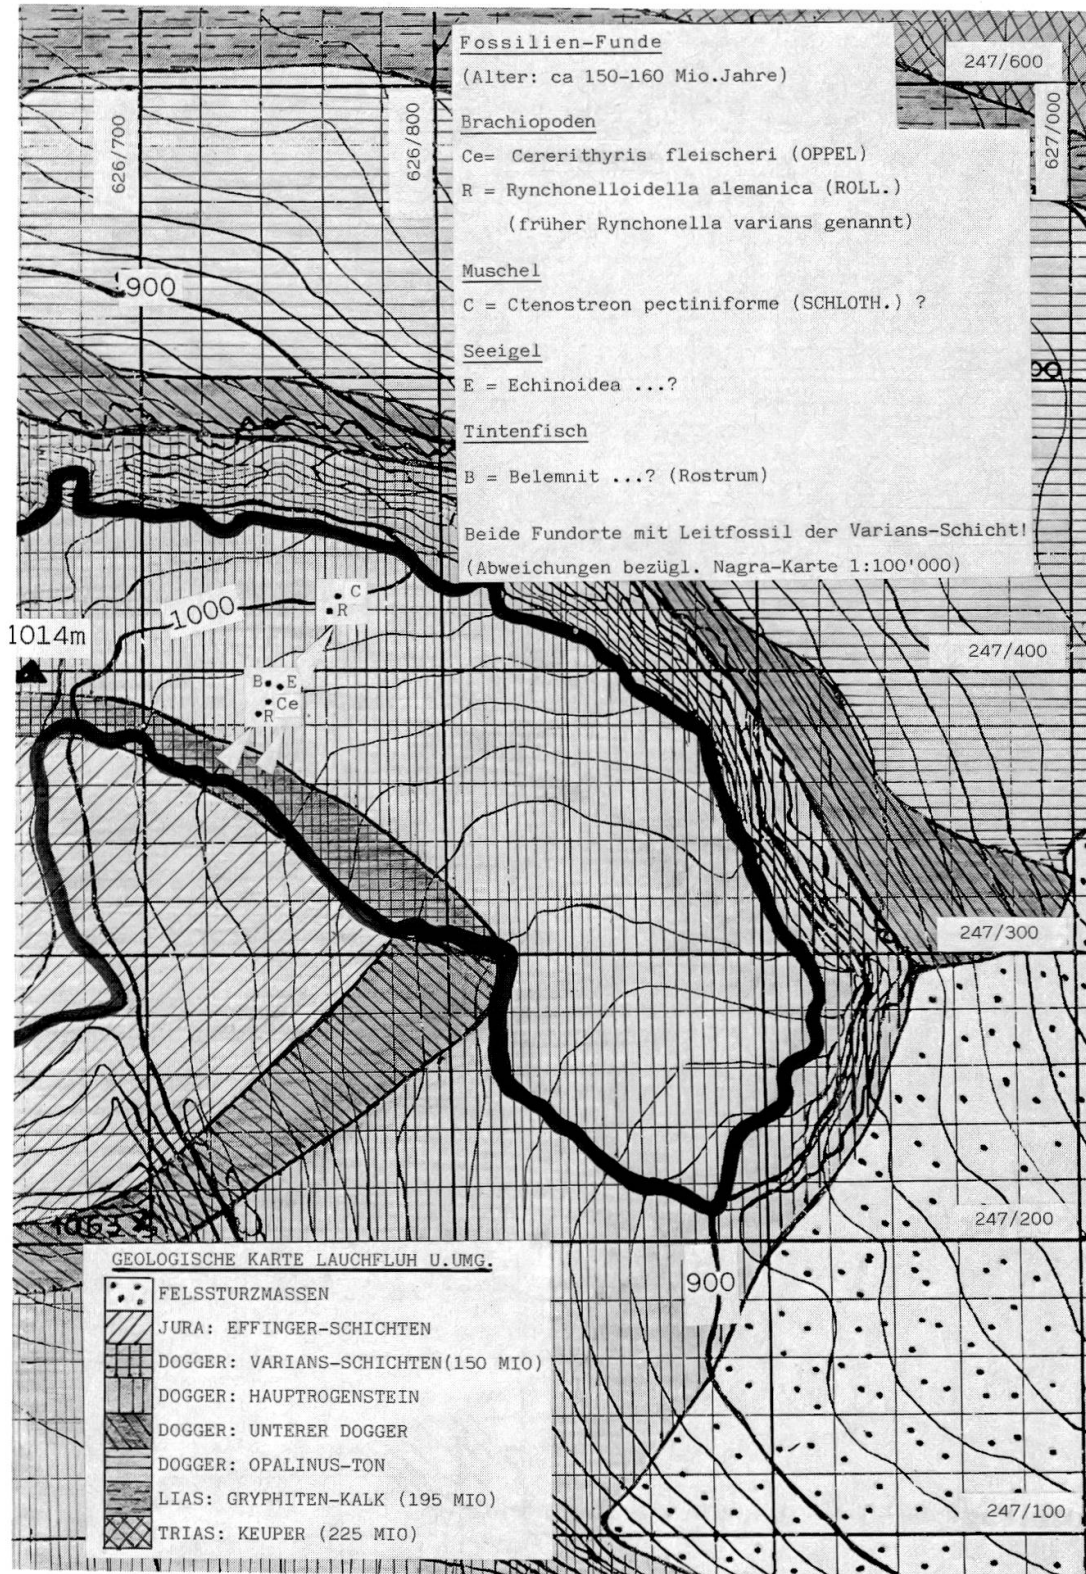 Fossilien-Funde
(Alter: ca 150-160 Mio.Jahre)
Brachiopoden
Ce= Cererithyris fleischeri (OPPEL)
R = Rynchonelloidella alemanica (ROLL.)
(früher Rynchonella varians genannt)
Muschel
C = Ctenostreon pectiniforme (SCHLOTH.) ?
Seeigel
E = Echinoidea ...?
Tintenfisch
B = Belemnit ...? (Rostrum)
Beide Fundorte mit Leitfossil der Varians-Schicht!
(Abweichungen bezügl. Nagra-Karte 1:100'000)
247/600
626/700
626/800
627/000
900
1000
C
R
1014m
247/400
B
E
Ce
R
247/300
247/200
1063
900
247/100
GEOLOGISCHE KARTE LAUCHFLUH U.UMG.
FELSSTURZMASSEN
JURA: EFFINGER-SCHICHTEN
DOGGER: VARIANS-SCHICHTEN(150 MIO)
DOGGER: HAUPTROGENSTEIN
DOGGER: UNTERER DOGGER
DOGGER: OPALINUS-TON
LIAS: GRYPHITEN-KALK (195 MIO)
TRIAS: KEUPER (225 MIO)